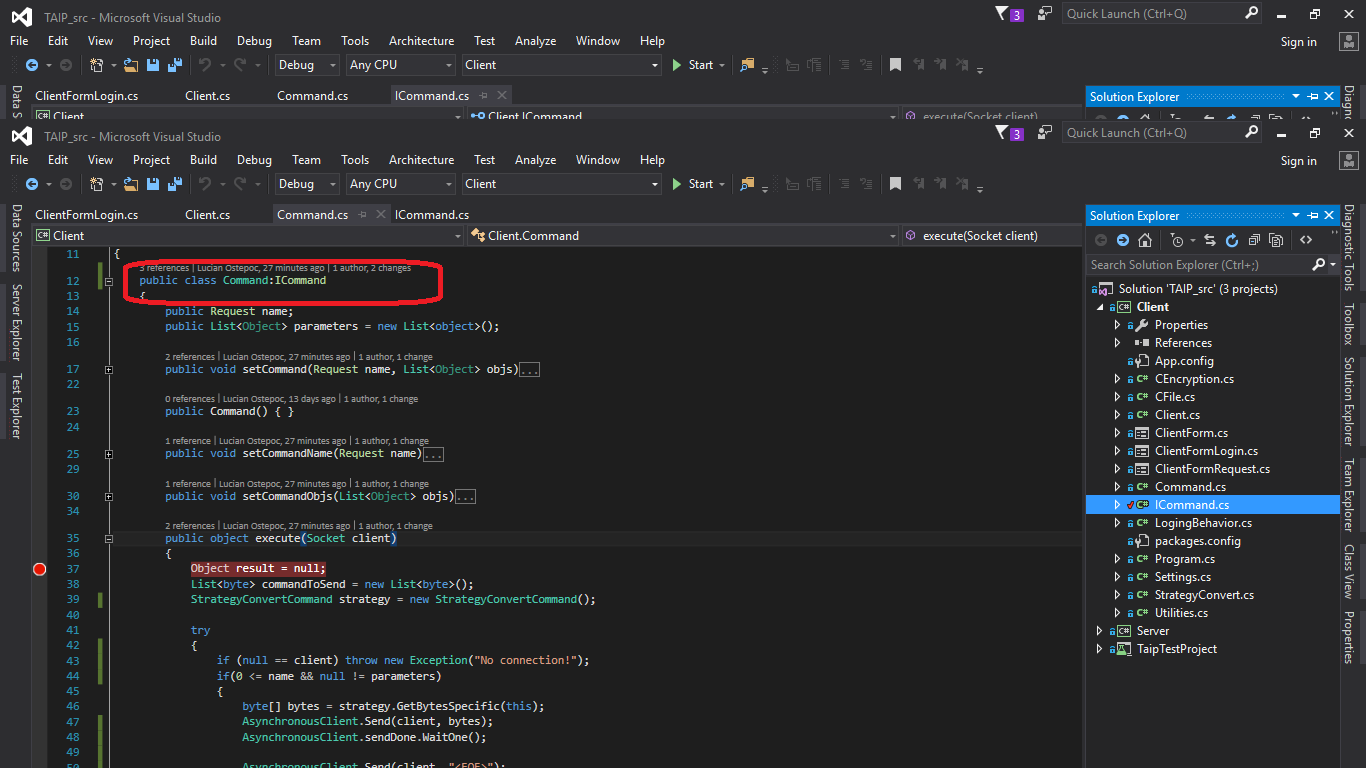 TAIP_src - Microsoft Visual Studio
3
Quick Launch (Ctrl+Q)
File Edit View Project Build Debug Team Tools Architecture Test Analyze Window Help
Sign in
Debug Any CPU Client Start
ClientFormLogin.cs Client.cs Command.cs ICommand.cs
Solution Explorer
Client Client.ICommand execute(Socket client)
Data S
Diagn
TAIP_src - Microsoft Visual Studio
3
Quick Launch (Ctrl+Q)
File Edit View Project Build Debug Team Tools Architecture Test Analyze Window Help
Sign in
Debug Any CPU Client Start
ClientFormLogin.cs Client.cs Command.cs ICommand.cs
C# Client Client.Command execute(Socket client)
Data Sources
Server Explorer
Test Explorer
11 {
3 references | Lucian Ostepoc, 27 minutes ago | 1 author, 2 changes
12 public class Command:ICommand
13 {
14 public Request name;
15 public List<Object> parameters = new List<object>();
16
2 references | Lucian Ostepoc, 27 minutes ago | 1 author, 1 change
17 public void setCommand(Request name, List<Object> objs)...
22
0 references | Lucian Ostepoc, 13 days ago | 1 author, 1 change
23 public Command() { }
24
1 reference | Lucian Ostepoc, 27 minutes ago | 1 author, 1 change
25 public void setCommandName(Request name)...
29
1 reference | Lucian Ostepoc, 27 minutes ago | 1 author, 1 change
30 public void setCommandObjs(List<Object> objs)...
34
2 references | Lucian Ostepoc, 27 minutes ago | 1 author, 1 change
35 public object execute(Socket client)
36 {
37 Object result = null;
38 List<byte> commandToSend = new List<byte>();
39 StrategyConvertCommand strategy = new StrategyConvertCommand();
40
41 try
42 {
43 if (null == client) throw new Exception("No connection!");
44 if(0 <= name && null != parameters)
45 {
46 byte[] bytes = strategy.GetBytesSpecific(this);
47 AsynchronousClient.Send(client, bytes);
48 AsynchronousClient.sendDone.WaitOne();
49
50 AsynchronousClient.Send(client, "<EOF>");
Solution Explorer
Search Solution Explorer (Ctrl+;)
Solution 'TAIP_src' (3 projects)
C# Client
Properties
References
App.config
C# CEncryption.cs
C# CFile.cs
C# Client.cs
ClientForm.cs
ClientFormLogin.cs
ClientFormRequest.cs
C# Command.cs
C# ICommand.cs
C# LogingBehavior.cs
packages.config
C# Program.cs
C# Settings.cs
C# StrategyConvert.cs
C# Utilities.cs
C# Server
TaipTestProject
Diagnostic Tools
Toolbox
Solution Explorer
Team Explorer
Class View
Properties